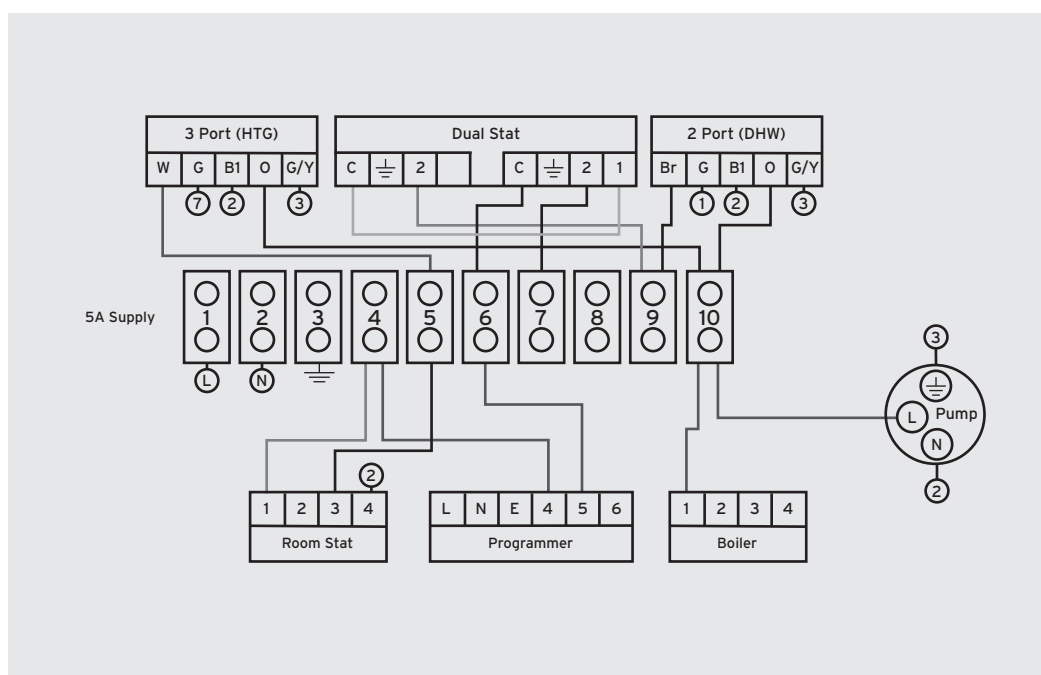 3 Port (HTG)
Dual Stat
2 Port (DHW)
W G B1 O G/Y
C 2 C 2 1
Br G B1 O G/Y
7 2 3
1 2 3
5A Supply
1 2 3 4 5 6 7 8 9 10
L N
3
L Pump
N
2
2
1 2 3 4
Room Stat
L N E 4 5 6
Programmer
1 2 3 4
Boiler